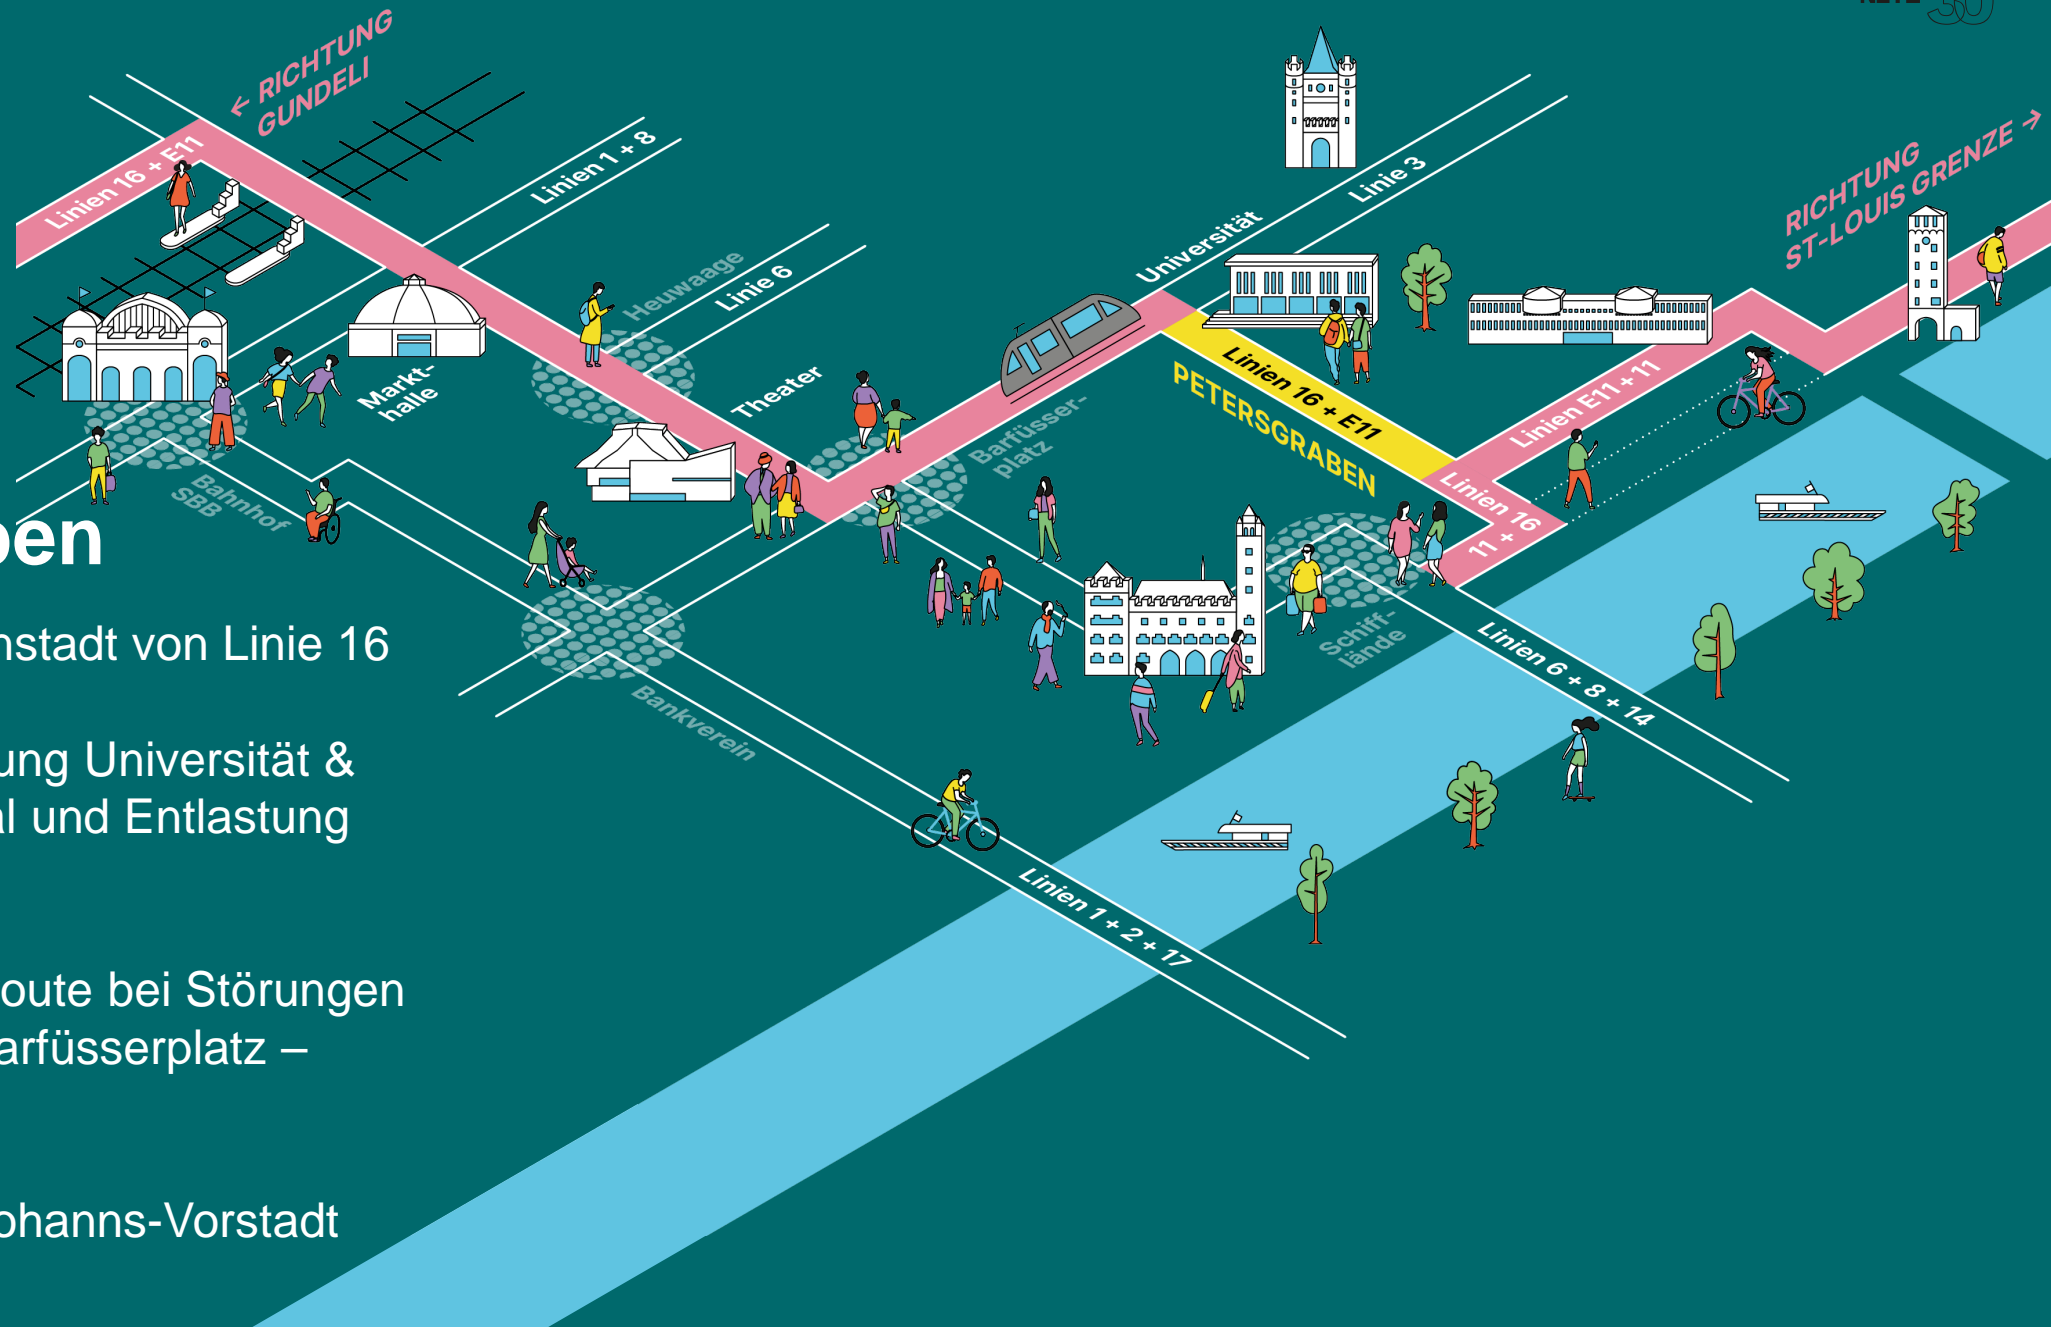 ← RICHTUNG
GUNDELI
Linien 16 + E11
Linien 1 + 8
Heuwaage
Linie 6
Markt-
halle
Theater
Bahnhof
SBB
Barfüsser-
platz
Universität
Linie 3
Linien 16 + E11
PETERSGRABEN
RICHTUNG
ST-LOUIS GRENZE →
Linien E11 + 11
Linien 16
11 +
Schiff-
lände
Linien 6 + 8 + 14
Bankverein
Linien 1 + 2 + 17
ben
nstadt von Linie 16
ung Universität &
al und Entlastung
oute bei Störungen
arfüsserplatz –
ohanns-Vorstadt